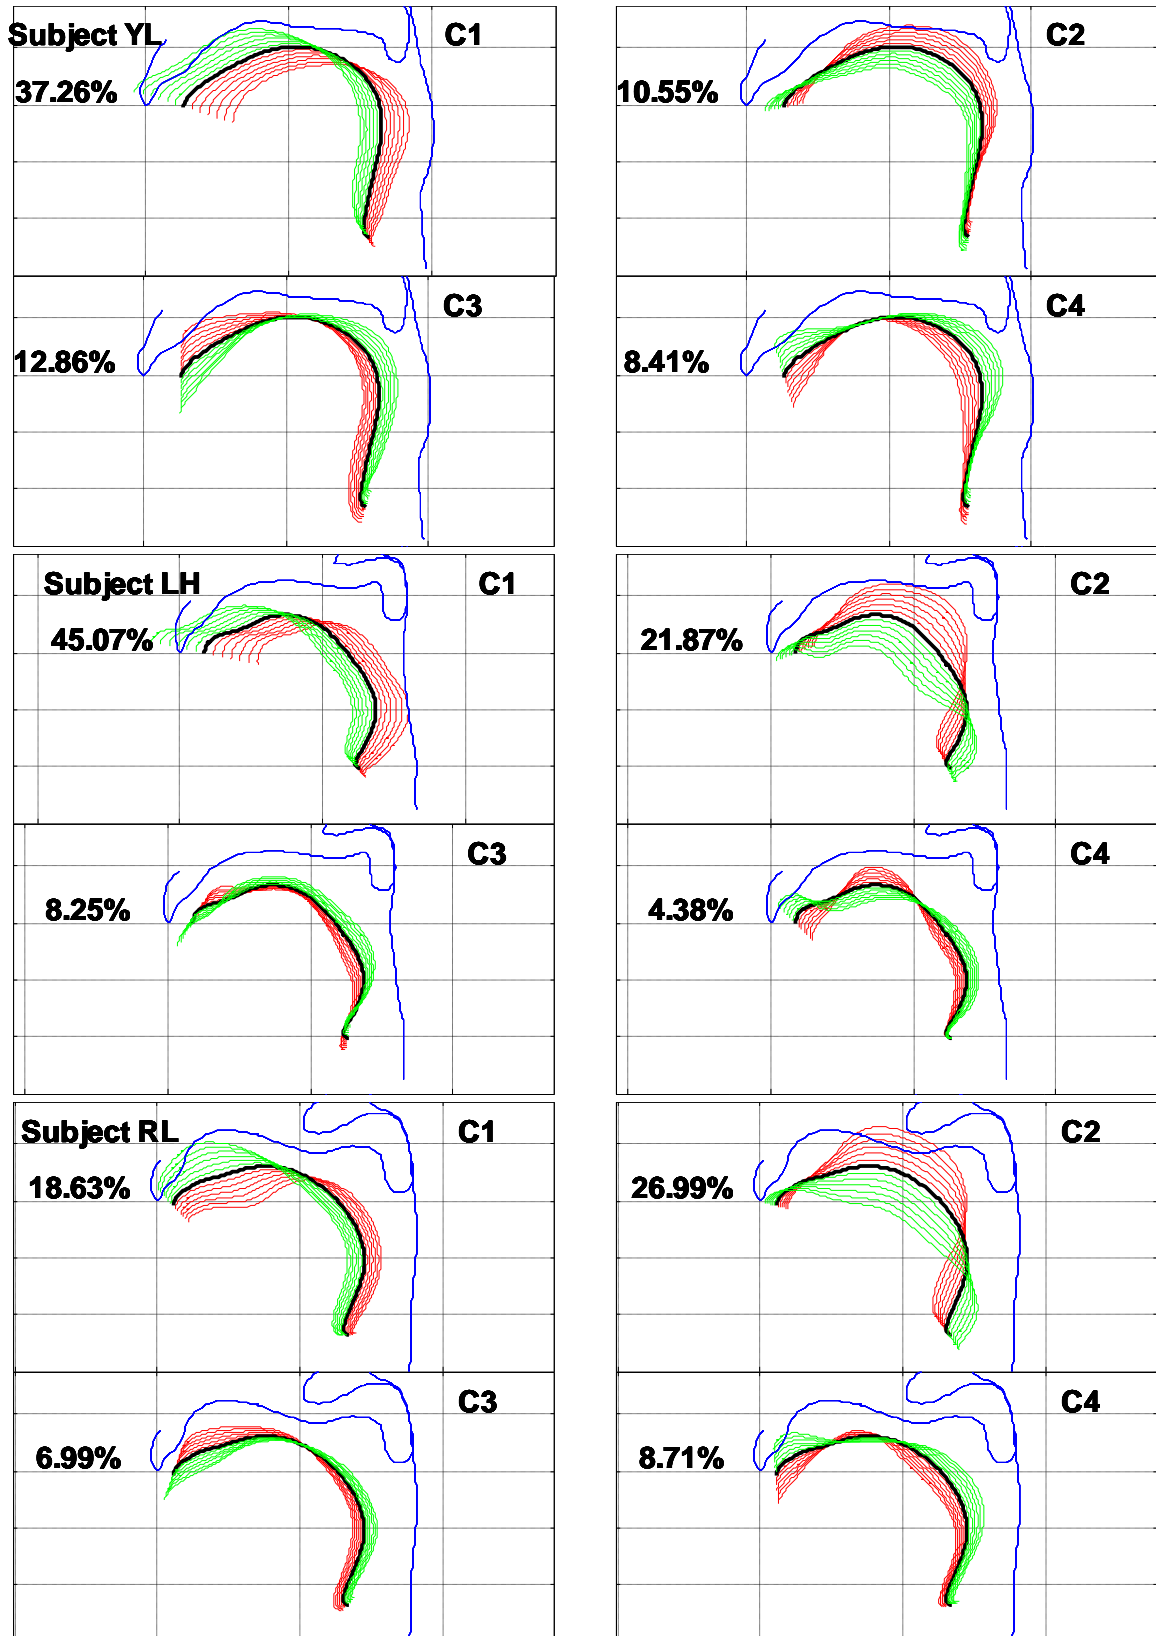 Subject YL C1
37.26%
C2
10.55%
C3
12.86%
C4
8.41%
Subject LH C1
45.07%
C2
21.87%
C3
8.25%
C4
4.38%
Subject RL C1
18.63%
C2
26.99%
C3
6.99%
C4
8.71%